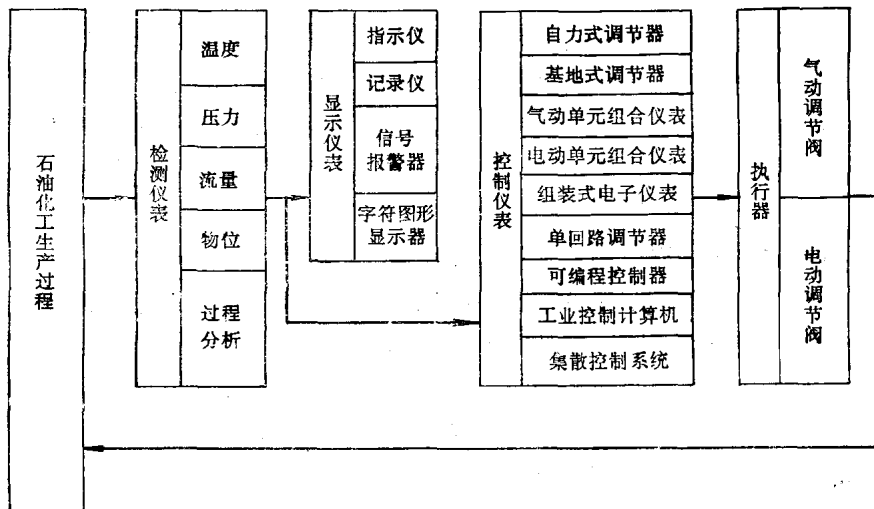 石油化工生产过程
检测仪表
温度
压力
流量
物位
过程
分析
显示仪表
指示仪
记录仪
信号
报警器
字符图形
显示器
控制仪表
自力式调节器
基地式调节器
气动单元组合仪表
电动单元组合仪表
组装式电子仪表
单回路调节器
可编程控制器
工业控制计算机
集散控制系统
执行器
气动调节阀
电动调节阀